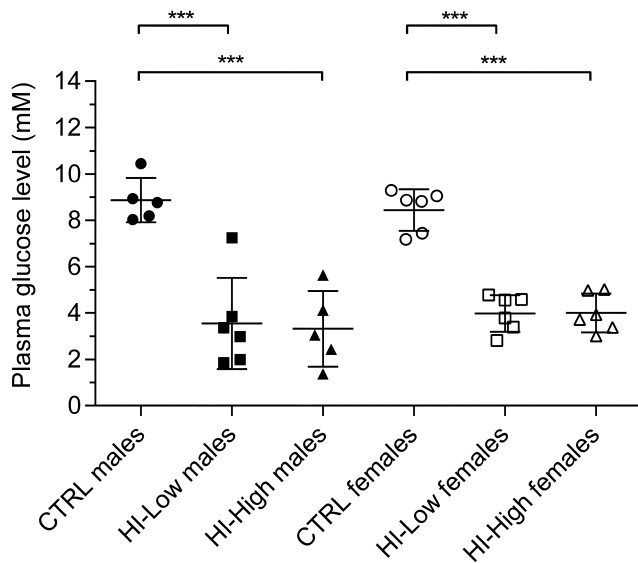 *** ***
*** ***
Plasma glucose level (mM)
14
12
10
8
6
4
2
0
CTRL males
HI-Low males
HI-High males
CTRL females
HI-Low females
HI-High females